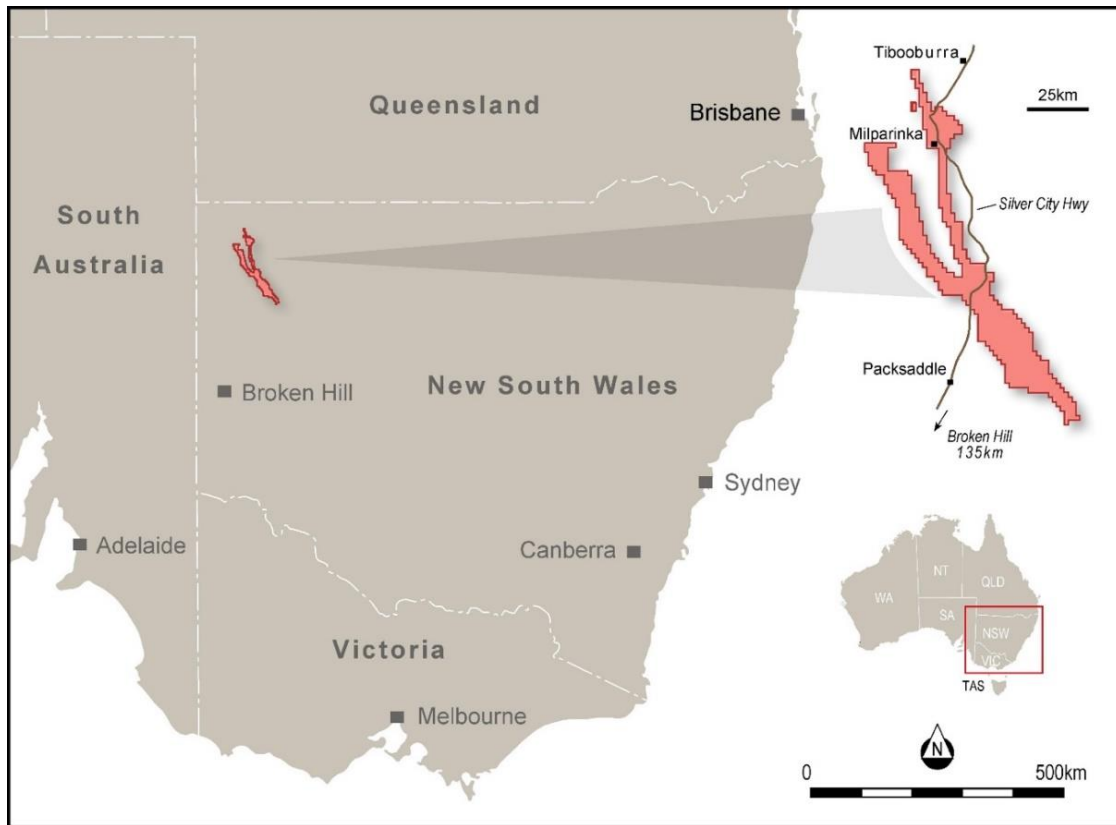 Queensland
Brisbane
South
Australia
Broken Hill
New South Wales
Sydney
Adelaide
Canberra
Victoria
Melbourne
Tibooburra
25km
Milparinka
Silver City Hwy
Packsaddle
Broken Hill
135km
NT
QLD
WA
SA
NSW
VIC
TAS
N
0
500km